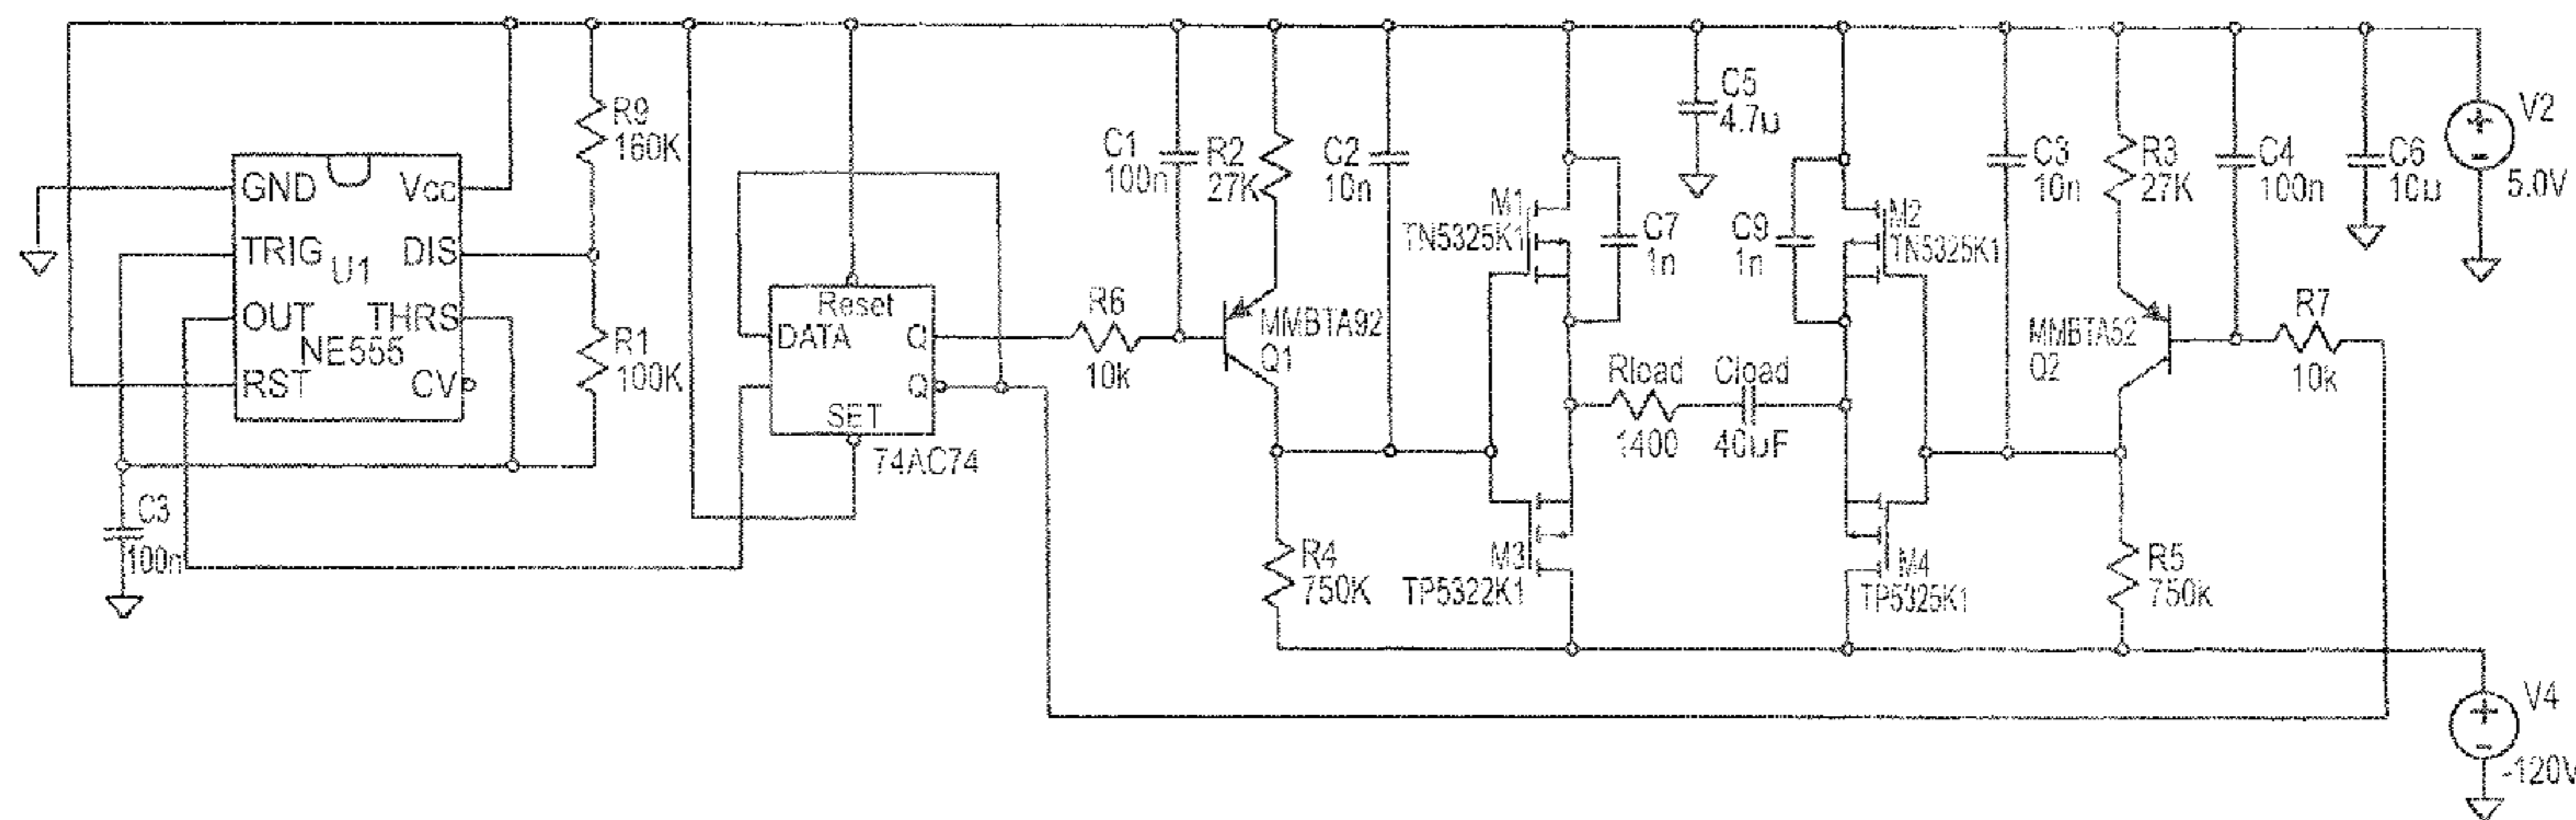 R9
160K
GND
Vcc
TRIG
DIS
U1
OUT
THRS
NE555
RST
CV
R1
100K
C3
100n
Reset
DATA
Q
Q
SET
74AC74
R6
10k
C1
100n
R2
27K
MMBTA92
Q1
C2
10n
R4
750K
M1
TN5325K1
C7
1n
C5
4.7u
C9
1n
M2
TN5325K1
Rload
1400
Cload
40uF
M3
TP5322K1
M4
TP5325K1
C3
10n
R3
27K
C4
100n
C6
10u
V2
5.0V
MMBTA52
Q2
R7
10k
R5
750k
V4
-120V